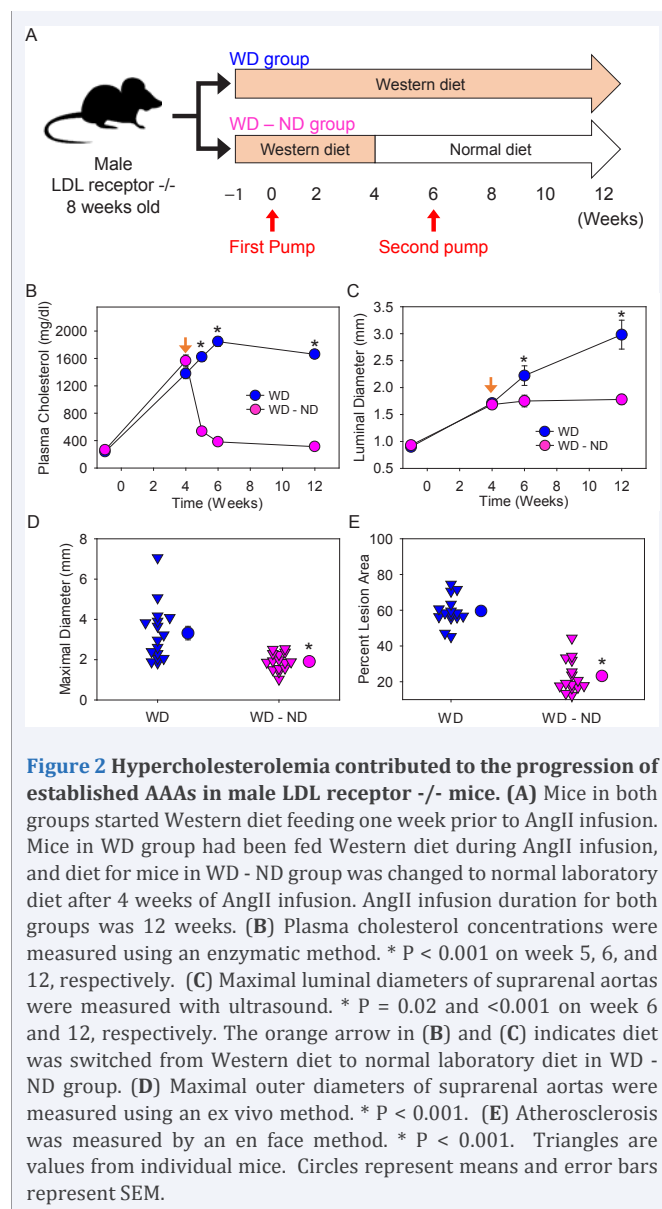 A
WD group
Western diet
WD – ND group
Western diet Normal diet
Male
LDL receptor -/-
8 weeks old
−1 0 2 4 6 8 10 12
(Weeks)
First Pump Second pump
B
Plasma Cholesterol (mg/dl)
2000
1600
1200
800
400
0
* * *
WD
WD - ND
0 2 4 6 8 10 12
Time (Weeks)
C
Luminal Diameter (mm)
3.5
3.0
2.5
2.0
1.5
1.0
0.5
* *
WD
WD - ND
0 2 4 6 8 10 12
Time (Weeks)
D
Maximal Diameter (mm)
8
6
4
2
0
*
WD WD - ND
E
Percent Lesion Area
100
80
60
40
20
*
WD WD - ND
Figure 2 Hypercholesterolemia contributed to the progression of
established AAAs in male LDL receptor -/- mice. (A) Mice in both
groups started Western diet feeding one week prior to AngII infusion.
Mice in WD group had been fed Western diet during AngII infusion,
and diet for mice in WD - ND group was changed to normal laboratory
diet after 4 weeks of AngII infusion. AngII infusion duration for both
groups was 12 weeks. (B) Plasma cholesterol concentrations were
measured using an enzymatic method. * P < 0.001 on week 5, 6, and
12, respectively. (C) Maximal luminal diameters of suprarenal aortas
were measured with ultrasound. * P = 0.02 and <0.001 on week 6
and 12, respectively. The orange arrow in (B) and (C) indicates diet
was switched from Western diet to normal laboratory diet in WD -
ND group. (D) Maximal outer diameters of suprarenal aortas were
measured using an ex vivo method. * P < 0.001. (E) Atherosclerosis
was measured by an en face method. * P < 0.001. Triangles are
values from individual mice. Circles represent means and error bars
represent SEM.